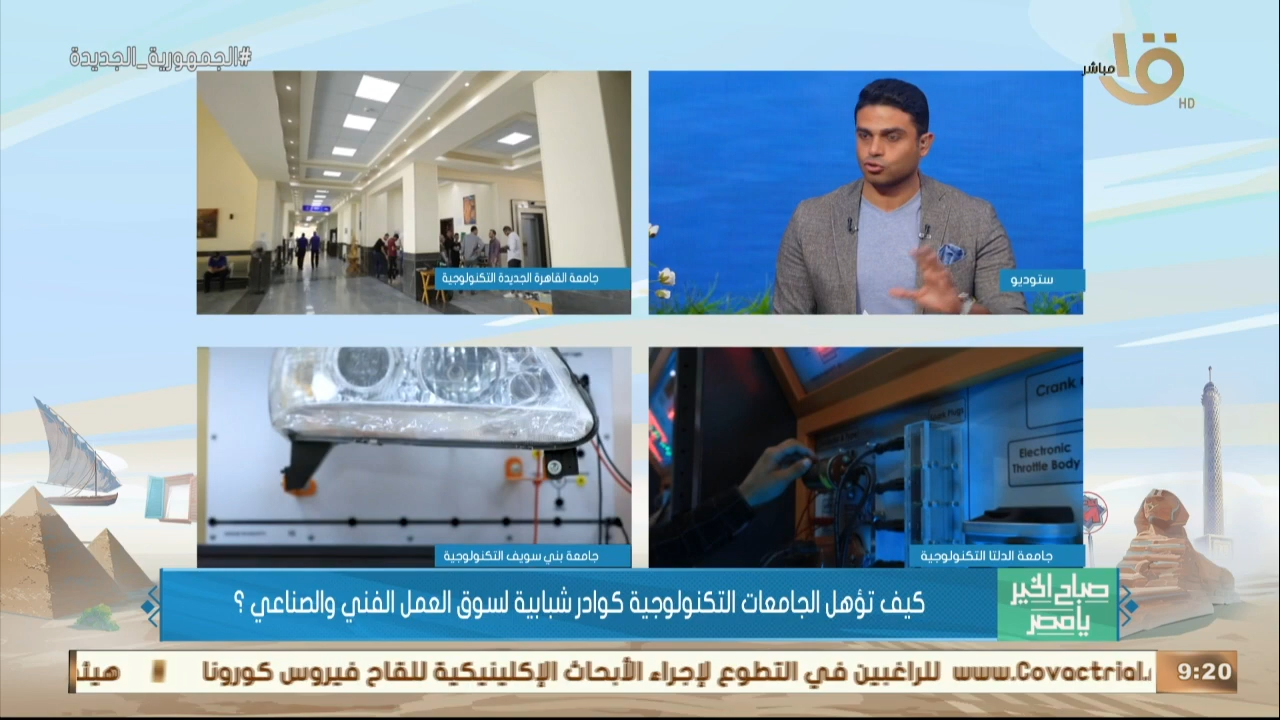 #الجمهورية_الجديدة
مباشر
HD
جامعة القاهرة الجديدة التكنولوجية
ستوديو
Crank
Electronic
Throttle Body
جامعة بني سويف التكنولوجية
جامعة الدلتا التكنولوجية
صباح الخير
يا مصر
كيف تؤهل الجامعات التكنولوجية كوادر شبابية لسوق العمل الفني والصناعي ؟
9:20
www.Covactrial. للراغبين في التطوع لإجراء الأبحاث الإكلينيكية للقاح فيروس كورونا